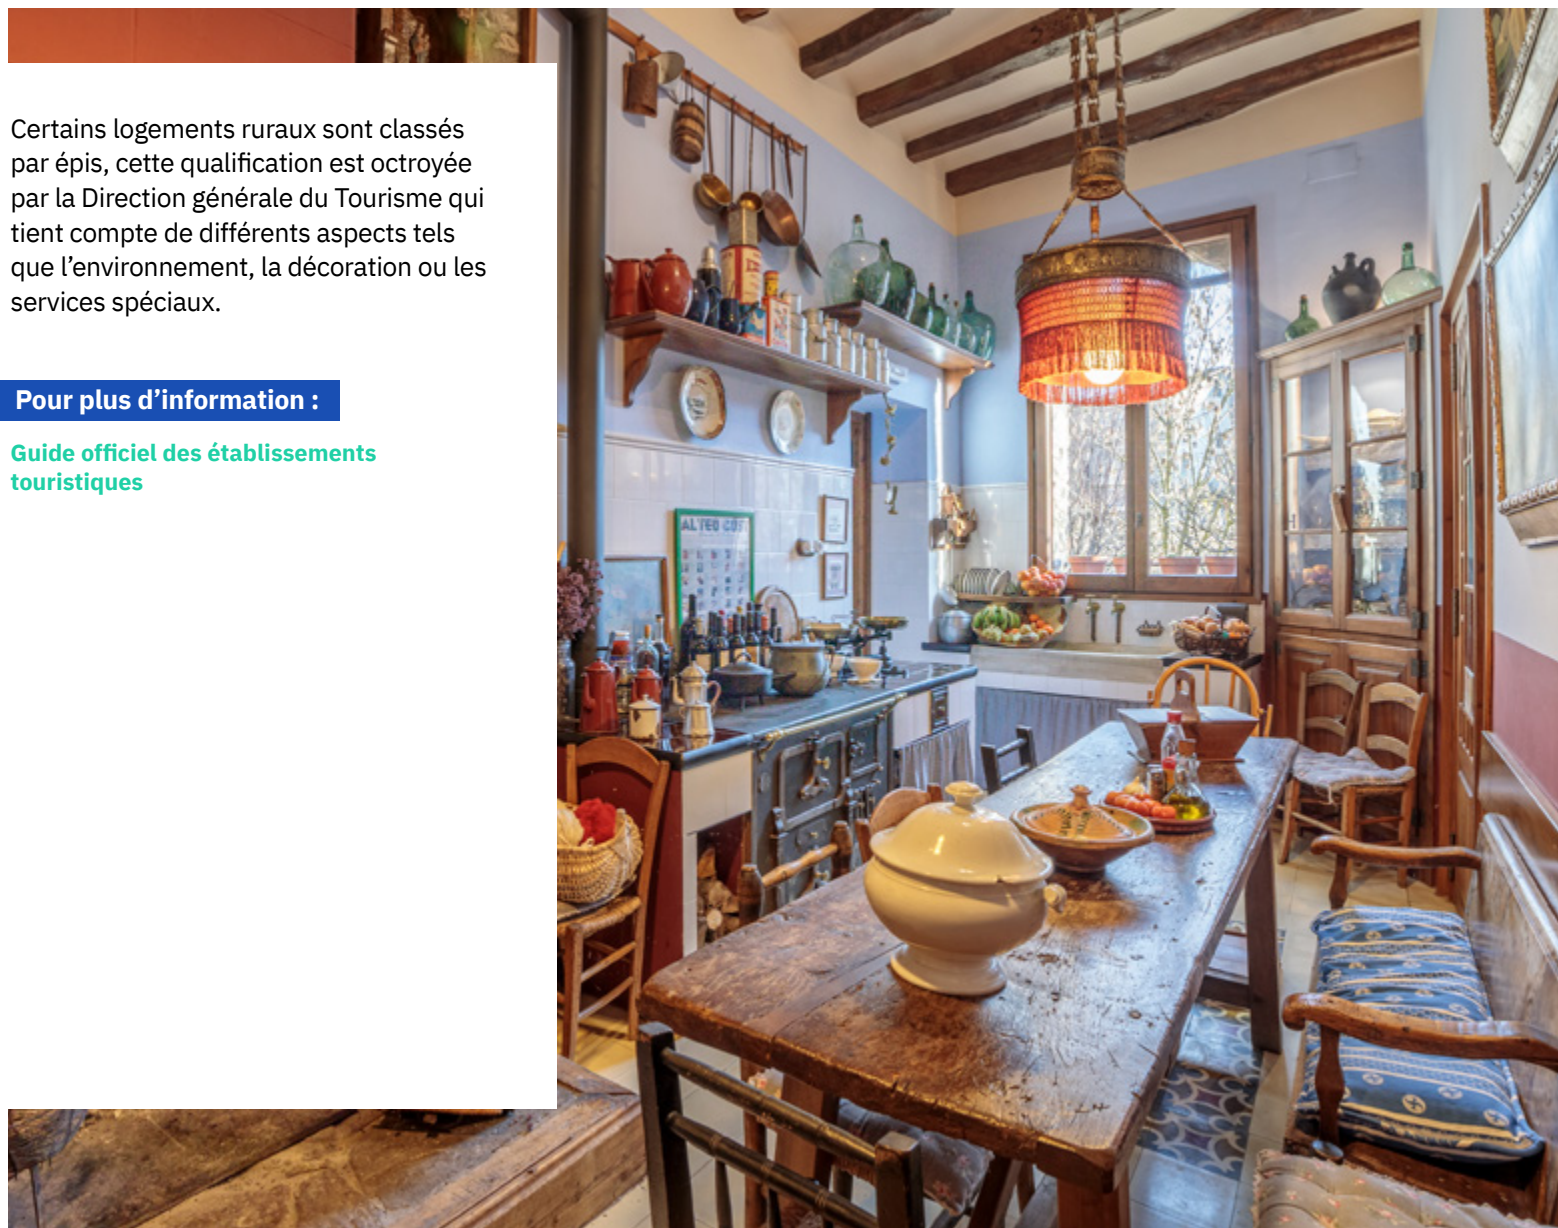 Certains logements ruraux sont classés
par épis, cette qualification est octroyée
par la Direction générale du Tourisme qui
tient compte de différents aspects tels
que l’environnement, la décoration ou les
services spéciaux.
Pour plus d’information :
Guide officiel des établissements
touristiques